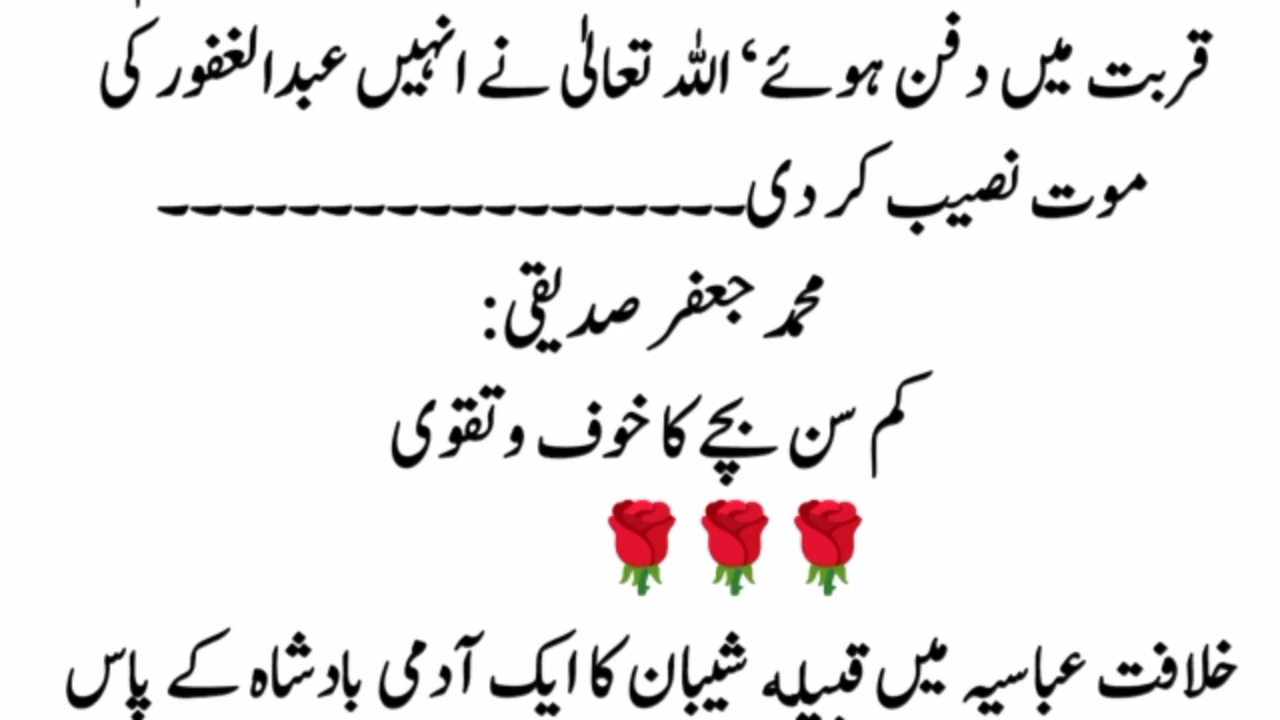 قربت میں دفن ہوئے‘ اللہ تعالیٰ نے انہیں عبدالغفور کی
موت نصیب کر دی۔۔۔۔۔۔۔۔۔۔۔۔۔۔۔۔۔۔
محمد جعفر صدیقی:
کم سن بچے کا خوف و تقوی
🌹🌹🌹
خلافت عباسیہ میں قبیلہ شیبان کا ایک آدمی بادشاہ کے پاس